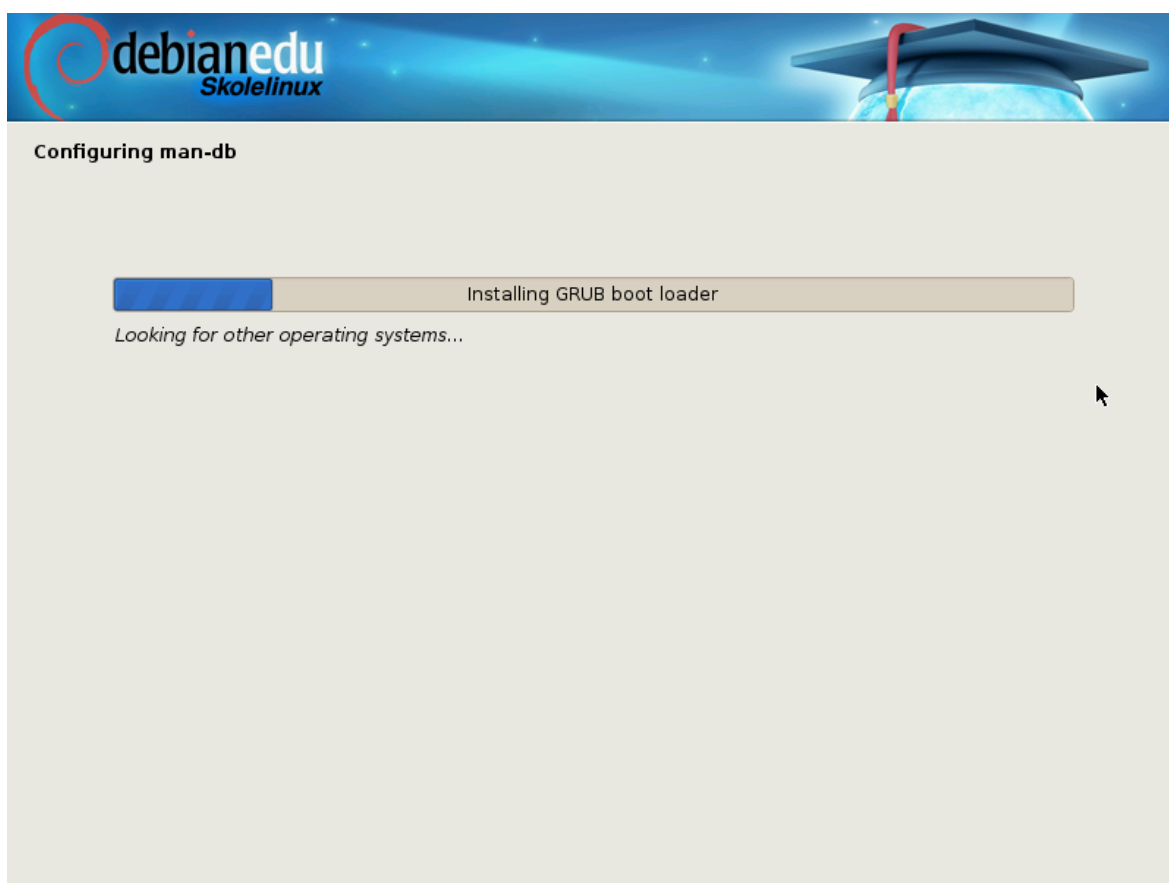 debianedu
Skolelinux
Configuring man-db
Installing GRUB boot loader
Looking for other operating systems...